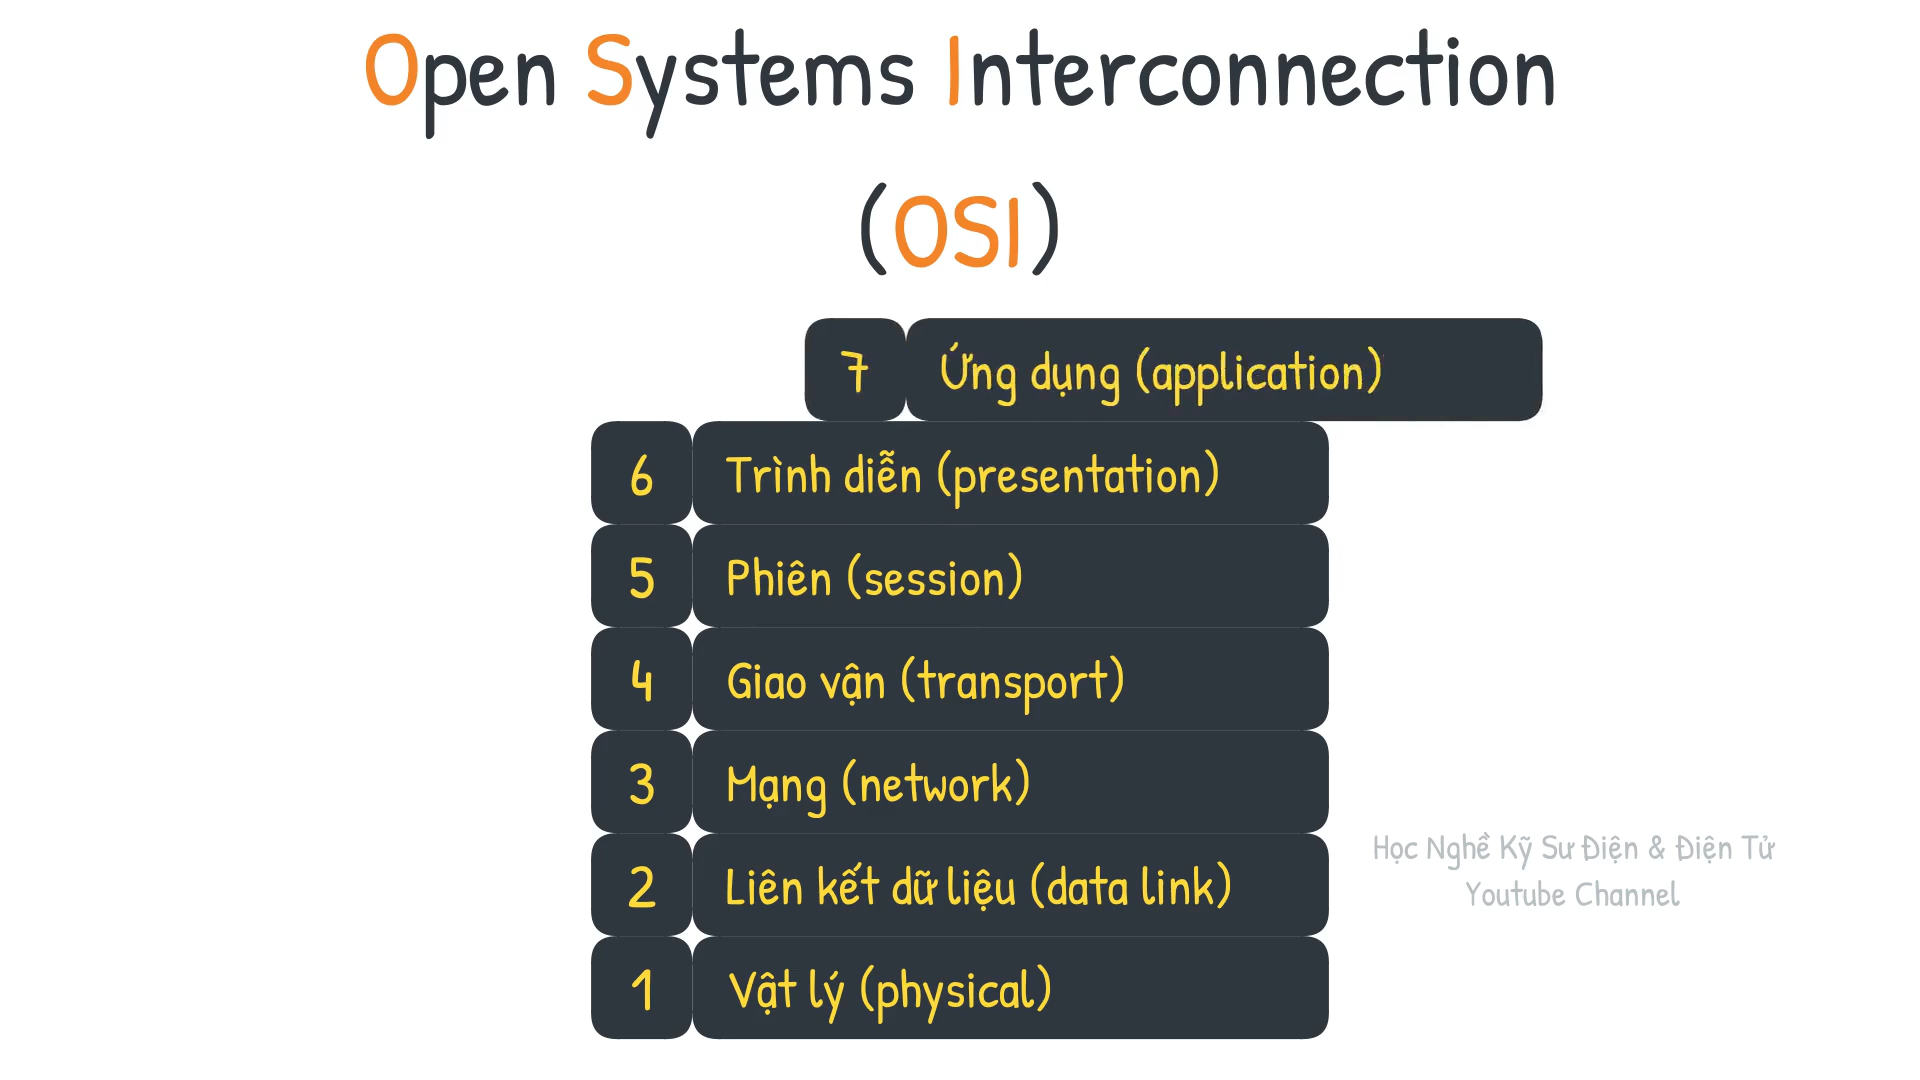 Open Systems Interconnection
(OSI)
7 Ứng dụng (application)
6 Trình diễn (presentation)
5 Phiên (session)
4 Giao vận (transport)
3 Mạng (network)
2 Liên kết dữ liệu (data link)
1 Vật lý (physical)
Học Nghề Kỹ Sư Điện & Điện Tử
Youtube Channel